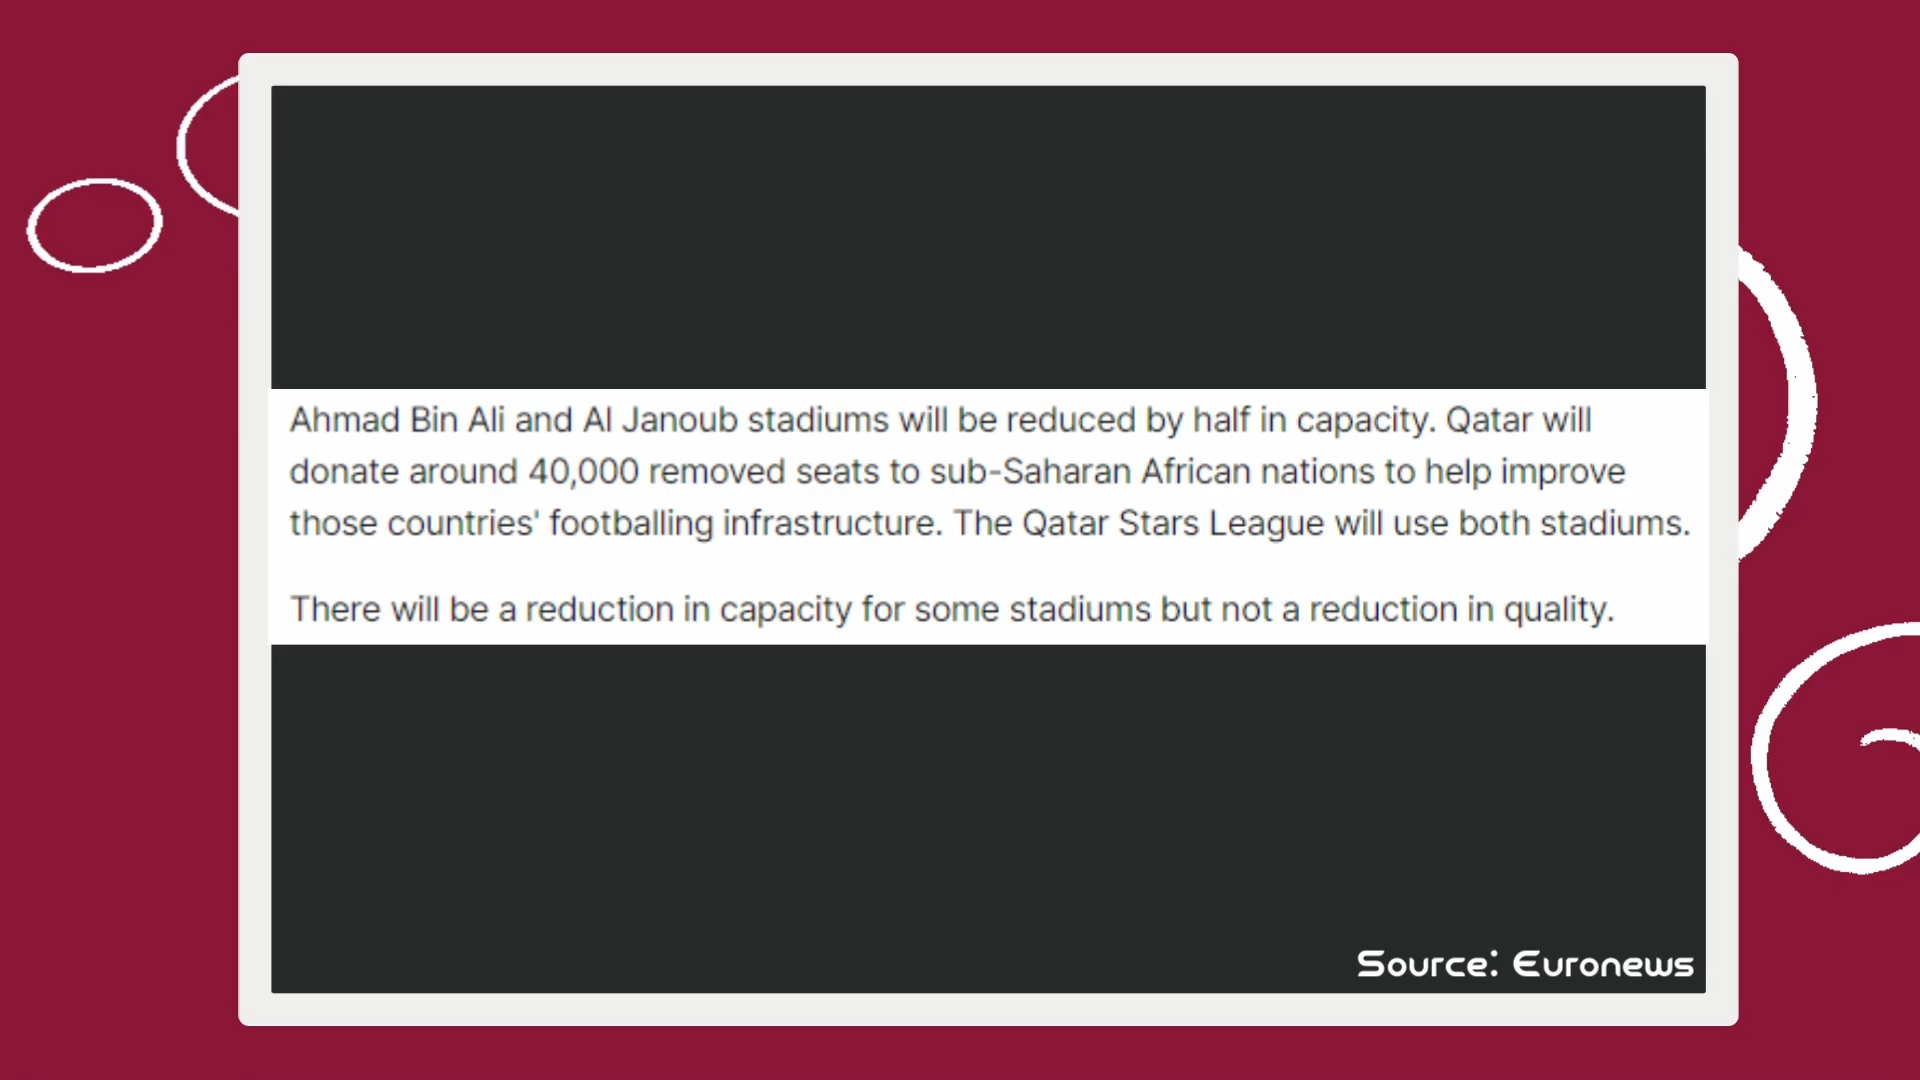 Ahmad Bin Ali and Al Janoub stadiums will be reduced by half in capacity. Qatar will
donate around 40,000 removed seats to sub-Saharan African nations to help improve
those countries' footballing infrastructure. The Qatar Stars League will use both stadiums.
There will be a reduction in capacity for some stadiums but not a reduction in quality.
Source: Euronews